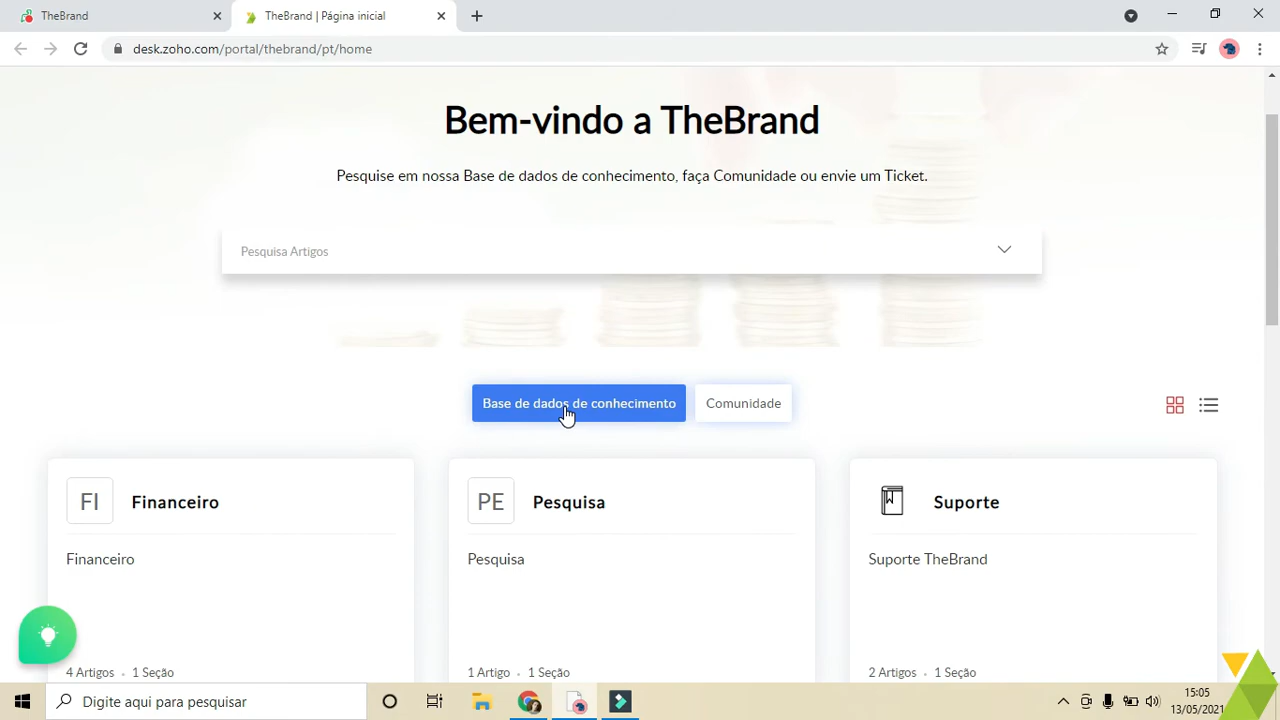 TheBrand
TheBrand | Página inicial
desk.zoho.com/portal/thebrand/pt/home
Bem-vindo a TheBrand
Pesquise em nossa Base de dados de conhecimento, faça Comunidade ou envie um Ticket.
Pesquisa Artigos
Base de dados de conhecimento
Comunidade
FI Financeiro
PE Pesquisa
Suporte
Financeiro
Pesquisa
Suporte TheBrand
4 Artigos · 1 Seção
1 Artigo · 1 Seção
2 Artigos · 1 Seção
Digite aqui para pesquisar
15:05
13/05/2021